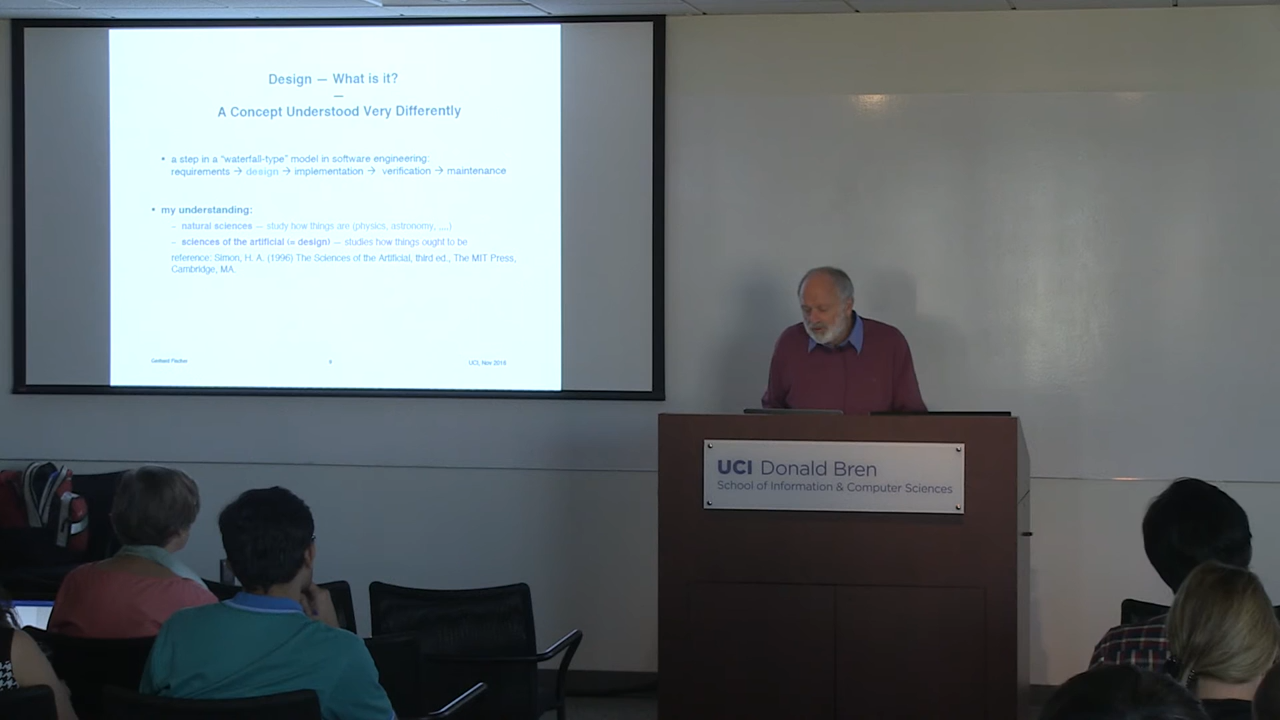 Design — What is it?
—
A Concept Understood Very Differently
• a step in a "waterfall-type" model in software engineering:
requirements → design → implementation → verification → maintenance
• my understanding:
– natural sciences — study how things are (physics, astronomy, ....)
– sciences of the artificial (= design) — studies how things ought to be
reference: Simon, H. A. (1996) The Sciences of the Artificial, third ed., The MIT Press,
Cambridge, MA.
Gerhard Fischer
UCI, Nov
UCI Donald Bren
School of Information & Computer Sciences